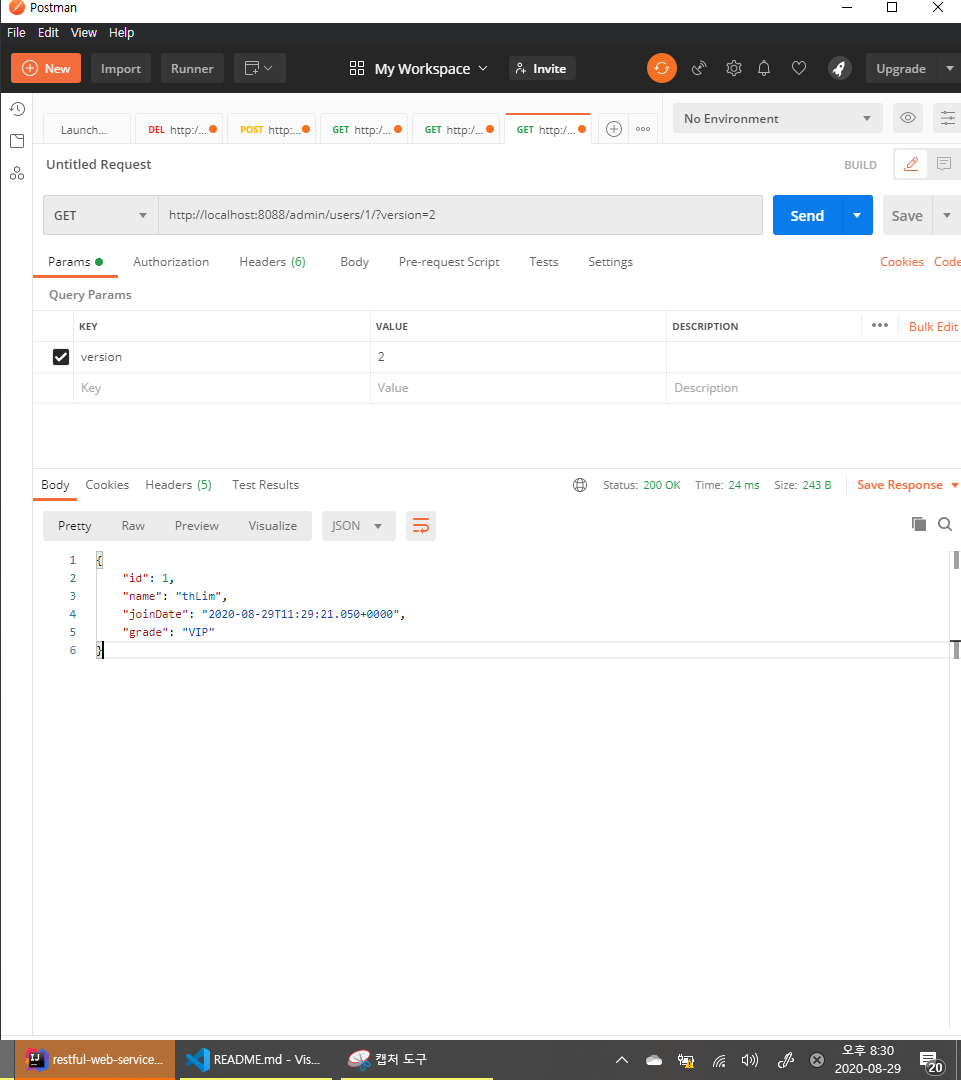 Postman
File Edit View Help
New Import Runner My Workspace Invite Upgrade
Launch... DEL http:/... POST http:... GET http:/... GET http:/... GET http:/... No Environment
Untitled Request BUILD
GET http://localhost:8088/admin/users/1/?version=2 Send Save
Params Authorization Headers (6) Body Pre-request Script Tests Settings Cookies Code
Query Params
KEY VALUE DESCRIPTION ••• Bulk Edit
version 2
Key Value Description
Body Cookies Headers (5) Test Results Status: 200 OK Time: 24 ms Size: 243 B Save Response
Pretty Raw Preview Visualize JSON
1 {
2 "id": 1,
3 "name": "thLim",
4 "joinDate": "2020-08-29T11:29:21.050+0000",
5 "grade": "VIP"
6 }
restful-web-service... README.md - Vis... 캡처 도구 오후 8:30
2020-08-29 20